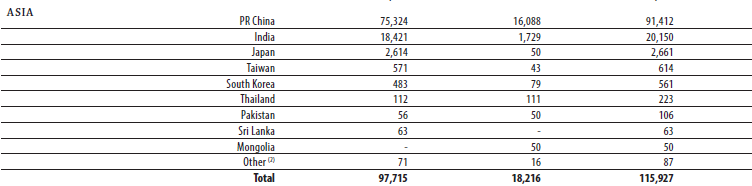 ASIA
PR China 75,324 16,088 91,412
India 18,421 1,729 20,150
Japan 2,614 50 2,661
Taiwan 571 43 614
South Korea 483 79 561
Thailand 112 111 223
Pakistan 56 50 106
Sri Lanka 63 - 63
Mongolia - 50 50
Other (2) 71 16 87
Total 97,715 18,216 115,927